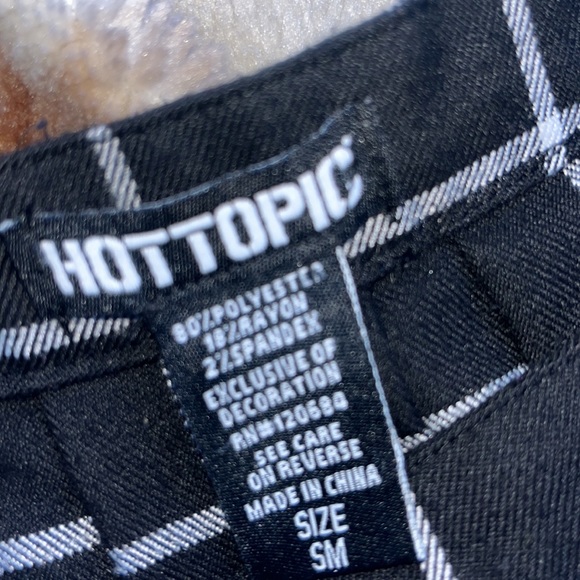 HOTTOPIC
80%POLYESTER
18%RAYON
2%SPANDEX
EXCLUSIVE OF
DECORATION
RN#120690
SEE CARE
ON REVERSE
MADE IN CHINA
SIZE
SM